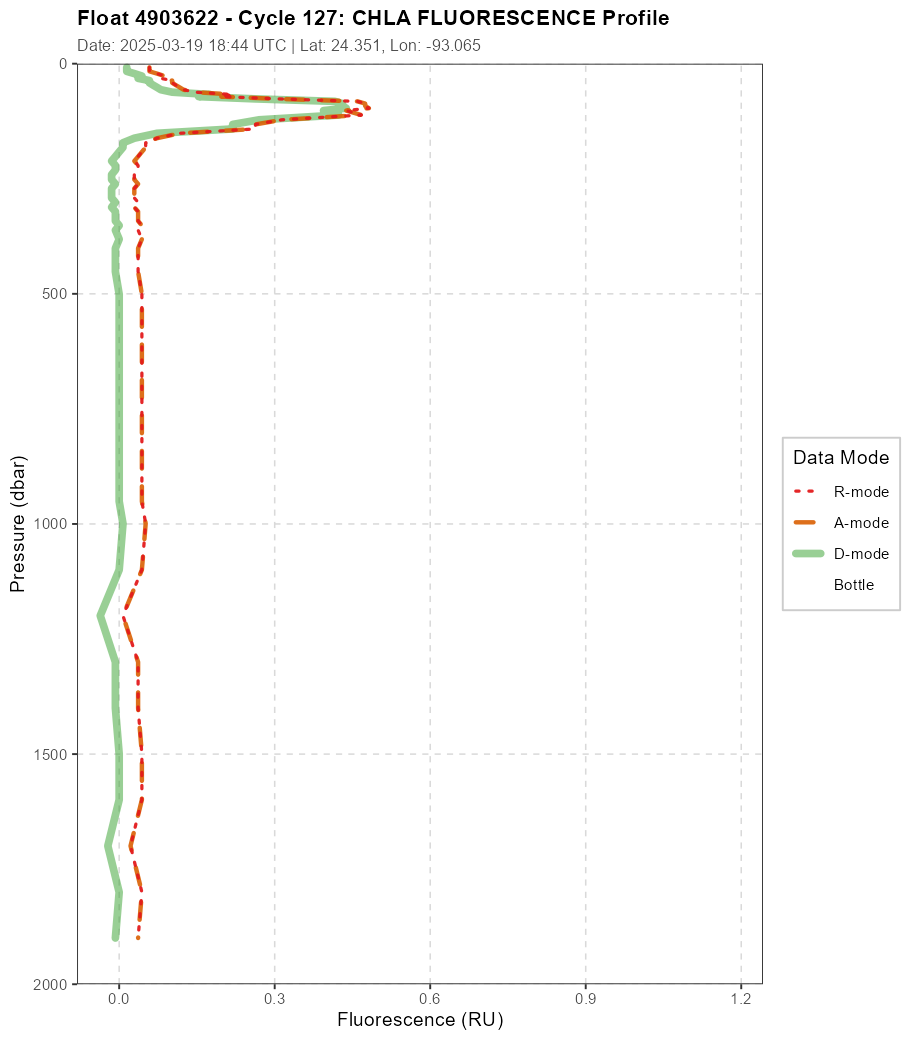 Float 4903622 - Cycle 127: CHLA FLUORESCENCE Profile
Date: 2025-03-19 18:44 UTC | Lat: 24.351, Lon: -93.065
0
500
1000
1500
2000
Pressure (dbar)
0.0 0.3 0.6 0.9 1.2
Fluorescence (RU)
Data Mode
R-mode
A-mode
D-mode
Bottle